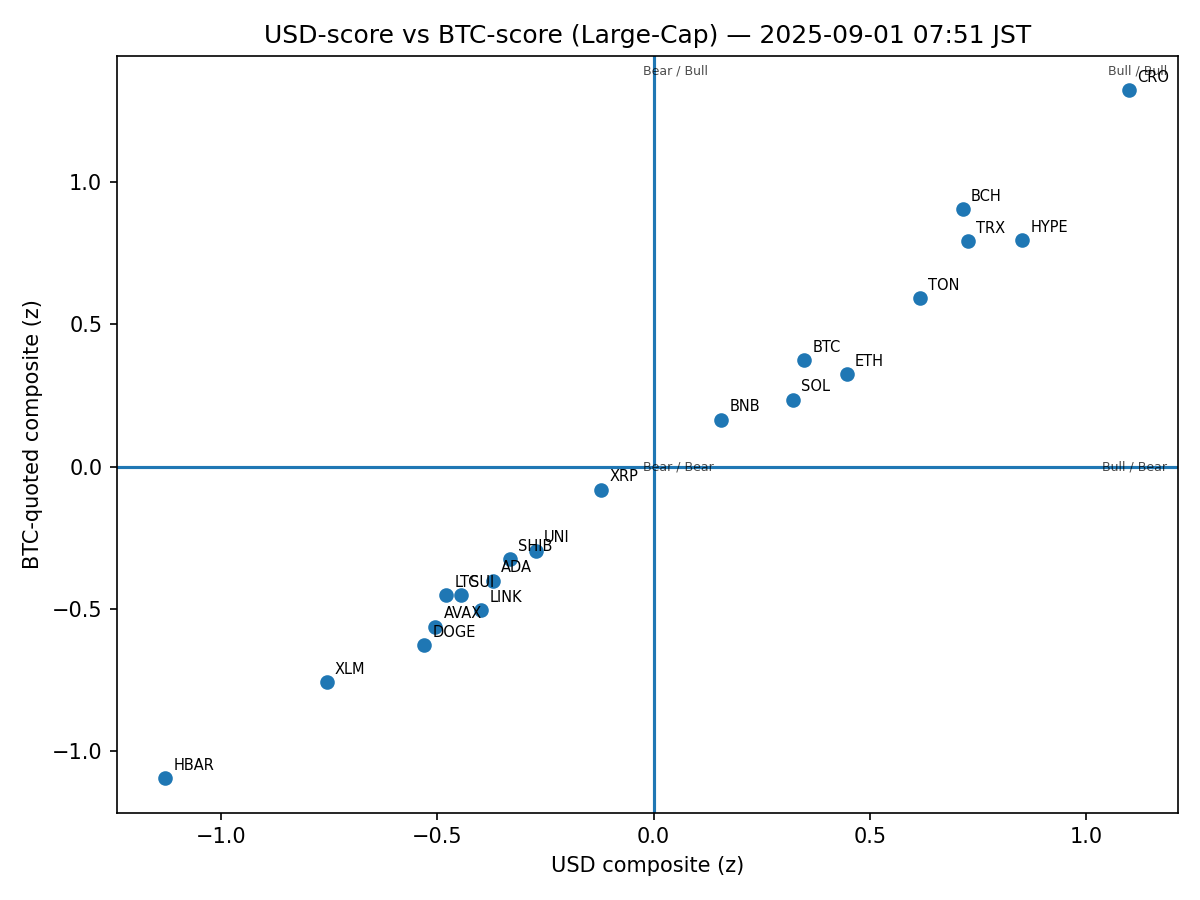 USD-score vs BTC-score (Large-Cap) — 2025-09-01 07:51 JST
Bear / Bull
Bull / Bull
CRO
1.0
BCH
TRX
HYPE
TON
0.5
BTC
ETH
SOL
BNB
0.0
Bear / Bear
Bull / Bear
XRP
UNI
SHIB
ADA
LTC
SUI
LINK
−0.5
AVAX
DOGE
XLM
−1.0
HBAR
BTC-quoted composite (z)
−1.0
−0.5
0.0
0.5
1.0
USD composite (z)